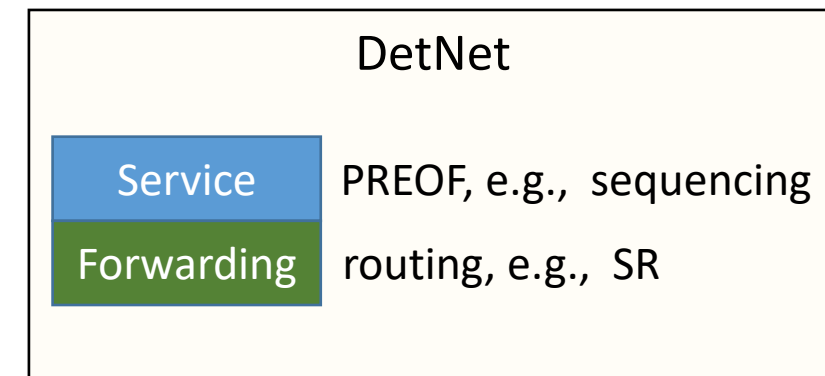 DetNet
Service PREOF, e.g., sequencing
Forwarding routing, e.g., SR